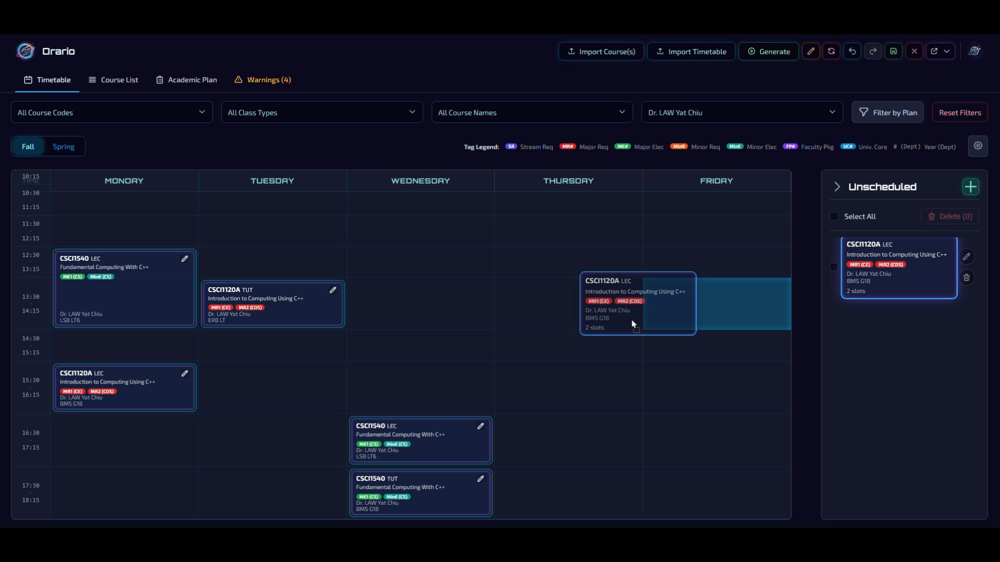 Orario
Import Course(s)
Import Timetable
Generate
Timetable
Course List
Academic Plan
Warnings (4)
All Course Codes
All Class Types
All Course Names
Dr. LAW Yat Chiu
Filter by Plan
Reset Filters
Fall
Spring
Tag Legend:
SR Stream Req
MR# Major Req
ME# Major Elec
MinR Minor Req
MinE Minor Elec
FP# Faculty Pkg
UC# Univ. Core
# (Dept) Year (Dept)
TIME
MONDAY
TUESDAY
WEDNESDAY
THURSDAY
FRIDAY
10:15
10:30
-
11:15
11:30
-
12:15
12:30
-
13:15
13:30
-
14:15
14:30
-
15:15
15:30
-
16:15
16:30
-
17:15
17:30
-
18:15
CSCI1540 LEC
Fundamental Computing With C++
ME1 (CS) MinE (CS)
Dr. LAW Yat Chiu
LSB LT6
CSCI1120A LEC
Introduction to Computing Using C++
MR1 (CE) MR2 (CDS)
Dr. LAW Yat Chiu
BMS G18
CSCI1120A TUT
Introduction to Computing Using C++
MR1 (CE) MR2 (CDS)
Dr. LAW Yat Chiu
ERB LT
CSCI1540 LEC
Fundamental Computing With C++
ME1 (CS) MinE (CS)
Dr. LAW Yat Chiu
LSB LT6
CSCI1540 TUT
Fundamental Computing With C++
ME1 (CS) MinE (CS)
Dr. LAW Yat Chiu
BMS G18
CSCI1120A LEC
Introduction to Computing Using C++
MR1 (CE) MR2 (CDS)
Dr. LAW Yat Chiu
BMS G18
2 slots
Unscheduled
Select All
Delete (0)
CSCI1120A LEC
Introduction to Computing Using C++
MR1 (CE) MR2 (CDS)
Dr. LAW Yat Chiu
BMS G18
2 slots